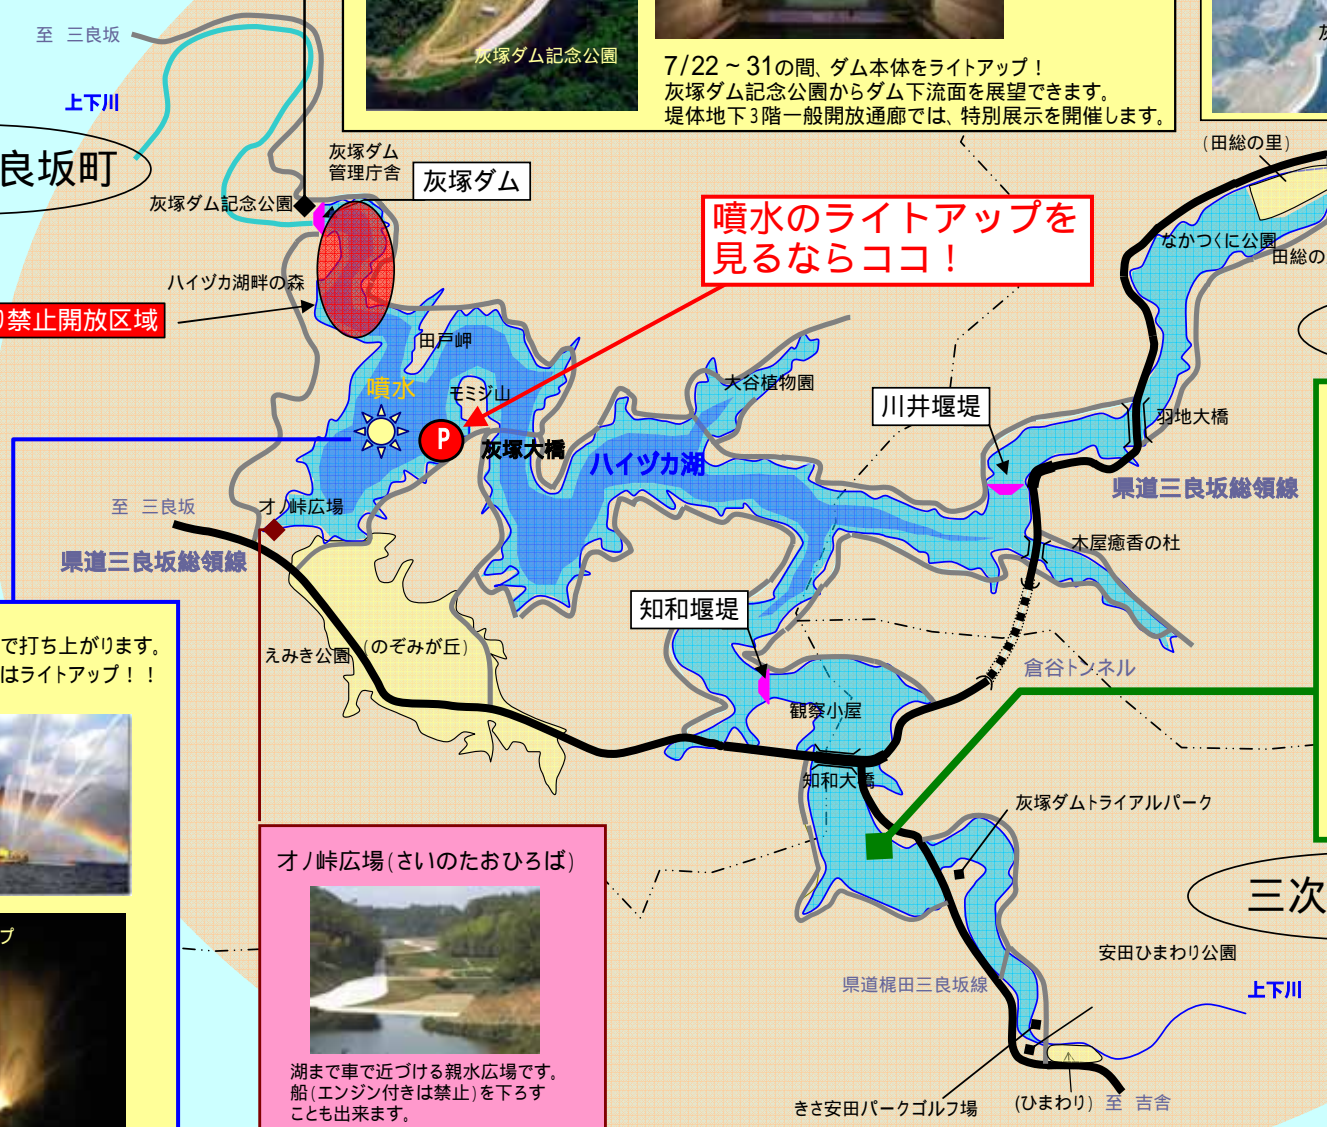 至 三良坂
上下川
良坂町
灰塚ダム記念公園
7/22～31の間、ダム本体をライトアップ！
灰塚ダム記念公園からダム下流面を展望できます。
堤体地下3階一般開放通廊では、特別展示を開催します。
灰塚ダム
管理庁舎
灰塚ダム
灰塚ダム記念公園
ハイヅカ湖畔の森
禁止開放区域
噴水のライトアップを
見るならココ！
(田総の里)
なかつくに公園
田総の
田戸岬
噴水
モミジ山
P
灰塚大橋
ハイヅカ湖
大谷植物園
川井堰堤
羽地大橋
県道三良坂総領線
木屋癒香の杜
至 三良坂
オノ峠広場
県道三良坂総領線
えみき公園
(のぞみが丘)
知和堰堤
観察小屋
知和大橋
倉谷トンネル
灰塚ダムトライアルパーク
三次
安田ひまわり公園
上下川
県道梶田三良坂線
きさ安田パークゴルフ場
(ひまわり)
至 吉舎
で打ち上がります。
はライトアップ！！
プ
オノ峠広場(さいのたおひろば)
湖まで車で近づける親水広場です。
船(エンジン付きは禁止)を下ろす
ことも出来ます。